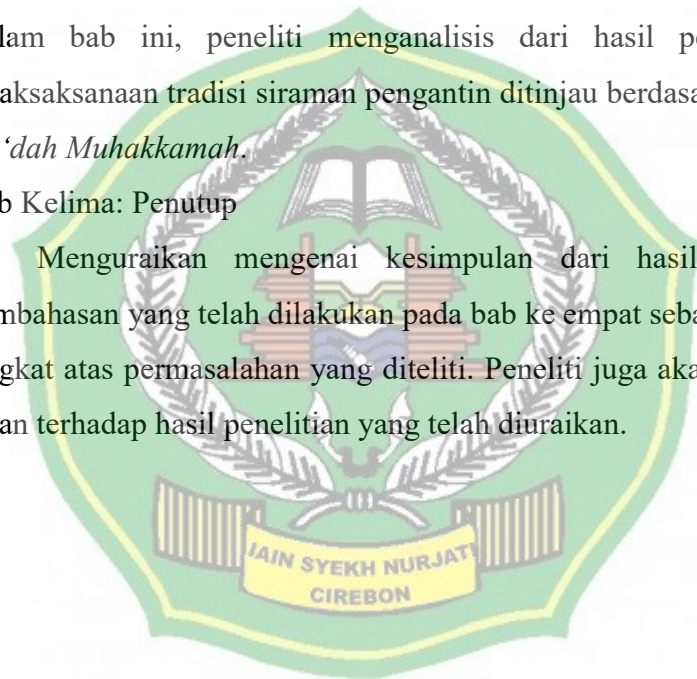 lam bab ini, peneliti menganalisis dari hasil pe
aksaksanaan tradisi siraman pengantin ditinjau berdasa
‘dah Muhakkamah.
b Kelima: Penutup
Menguraikan mengenai kesimpulan dari hasil
mbahasan yang telah dilakukan pada bab ke empat seba
gkat atas permasalahan yang diteliti. Peneliti juga aka
an terhadap hasil penelitian yang telah diuraikan.
IAIN SYEKH NURJATI
CIREBON